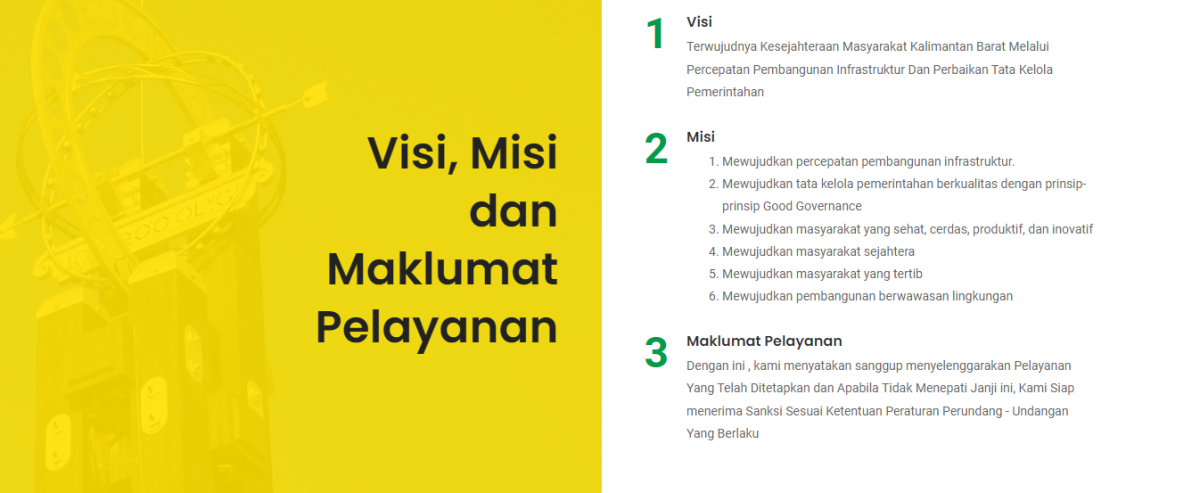 Visi, Misi
dan
Maklumat
Pelayanan
1
Visi
Terwujudnya Kesejahteraan Masyarakat Kalimantan Barat Melalui
Percepatan Pembangunan Infrastruktur Dan Perbaikan Tata Kelola
Pemerintahan
2
Misi
1. Mewujudkan percepatan pembangunan infrastruktur.
2. Mewujudkan tata kelola pemerintahan berkualitas dengan prinsip-
prinsip Good Governance
3. Mewujudkan masyarakat yang sehat, cerdas, produktif, dan inovatif
4. Mewujudkan masyarakat sejahtera
5. Mewujudkan masyarakat yang tertib
6. Mewujudkan pembangunan berwawasan lingkungan
3
Maklumat Pelayanan
Dengan ini , kami menyatakan sanggup menyelenggarakan Pelayanan
Yang Telah Ditetapkan dan Apabila Tidak Menepati Janji ini, Kami Siap
menerima Sanksi Sesuai Ketentuan Peraturan Perundang - Undangan
Yang Berlaku